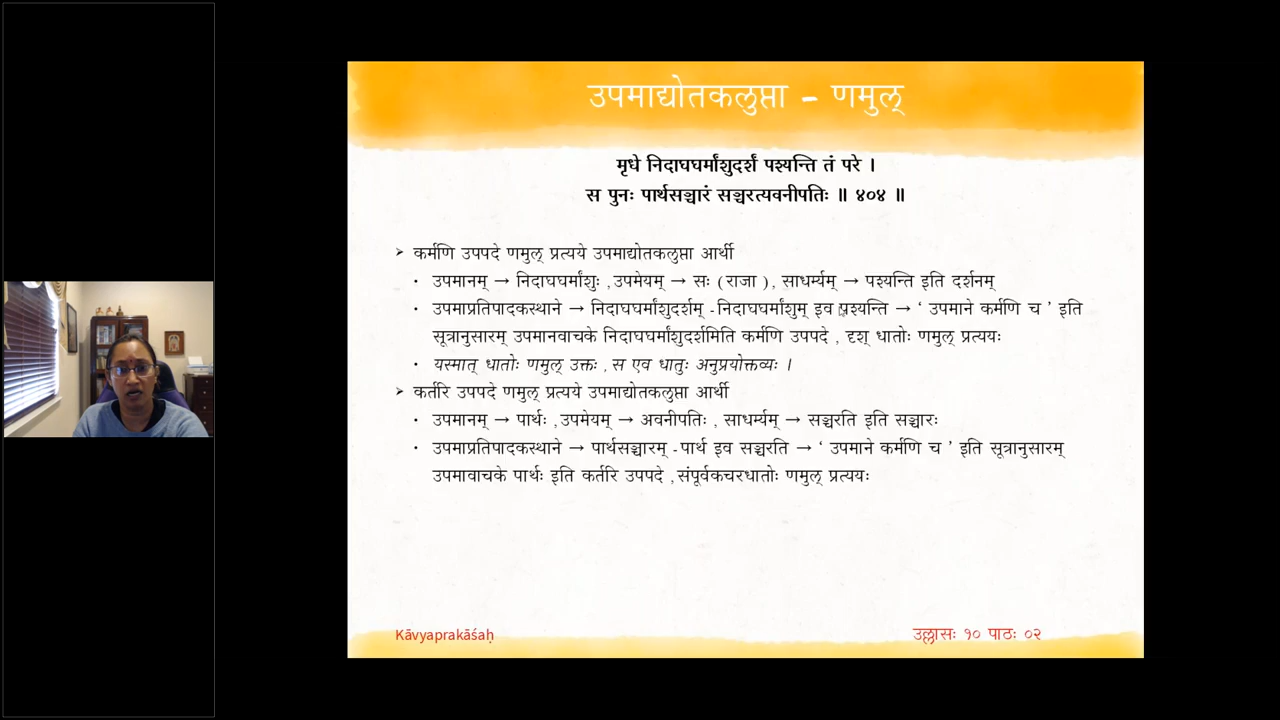 उपमाद्योतकलुप्ता - णमुल्
मृधे निदाघघर्मांशुदर्शं पश्यन्ति तं परे ।
स पुनः पार्थसञ्चारं सञ्चरत्यवनीपतिः ॥ ४०४ ॥
➢ कर्मणि उपपदे णमुल् प्रत्यये उपमाद्योतकलुप्ता आर्थी
• उपमानम् → निदाघघर्मांशुः , उपमेयम् → सः ( राजा ) , साधर्म्यम् → पश्यन्ति इति दर्शनम्
• उपमाप्रतिपादकस्थाने → निदाघघर्मांशुदर्शम् - निदाघघर्मांशुम् इव पश्यन्ति → ‘ उपमाने कर्मणि च ’ इति
सूत्रानुसारम् उपमानवाचके निदाघघर्मांशुदर्शमिति कर्मणि उपपदे , दृश् धातोः णमुल् प्रत्ययः
• यस्मात् धातोः णमुल् उक्तः , स एव धातुः अनुप्रयोक्तव्यः ।
➢ कर्तरि उपपदे णमुल् प्रत्यये उपमाद्योतकलुप्ता आर्थी
• उपमानम् → पार्थः , उपमेयम् → अवनीपतिः , साधर्म्यम् → सञ्चरति इति सञ्चारः
• उपमाप्रतिपादकस्थाने → पार्थसञ्चारम् - पार्थ इव सञ्चरति → ‘ उपमाने कर्मणि च ’ इति सूत्रानुसारम्
उपमावाचके पार्थः इति कर्तरि उपपदे , संपूर्वकचरधातोः णमुल् प्रत्ययः
Kāvyaprakāśaḥ
उल्लासः १० पाठः ०२